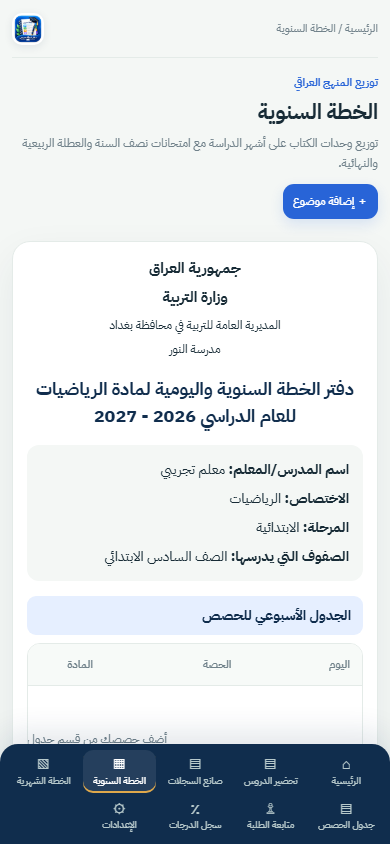 الرئيسية / الخطة السنوية
توزيع المنهج العراقي
الخطة السنوية
توزيع وحدات الكتاب على أشهر الدراسة مع امتحانات نصف السنة والعطلة الربيعية
والنهائية.
+ إضافة موضوع
جمهورية العراق
وزارة التربية
المديرية العامة للتربية في محافظة بغداد
مدرسة النور
دفتر الخطة السنوية واليومية لمادة الرياضيات
للعام الدراسي 2026 - 2027
اسم المدرس/المعلم: معلم تجريبي
الاختصاص: الرياضيات
المرحلة: الابتدائية
الصفوف التي يدرسها: الصف السادس الابتدائي
الجدول الأسبوعي للحصص
اليوم الحصة المادة
أضف حصصك من قسم جدول
الرئيسية تحضير الدروس صانع السجلات الخطة السنوية الخطة الشهرية
جدول الحصص متابعة الطلبة سجل الدرجات الإعدادات